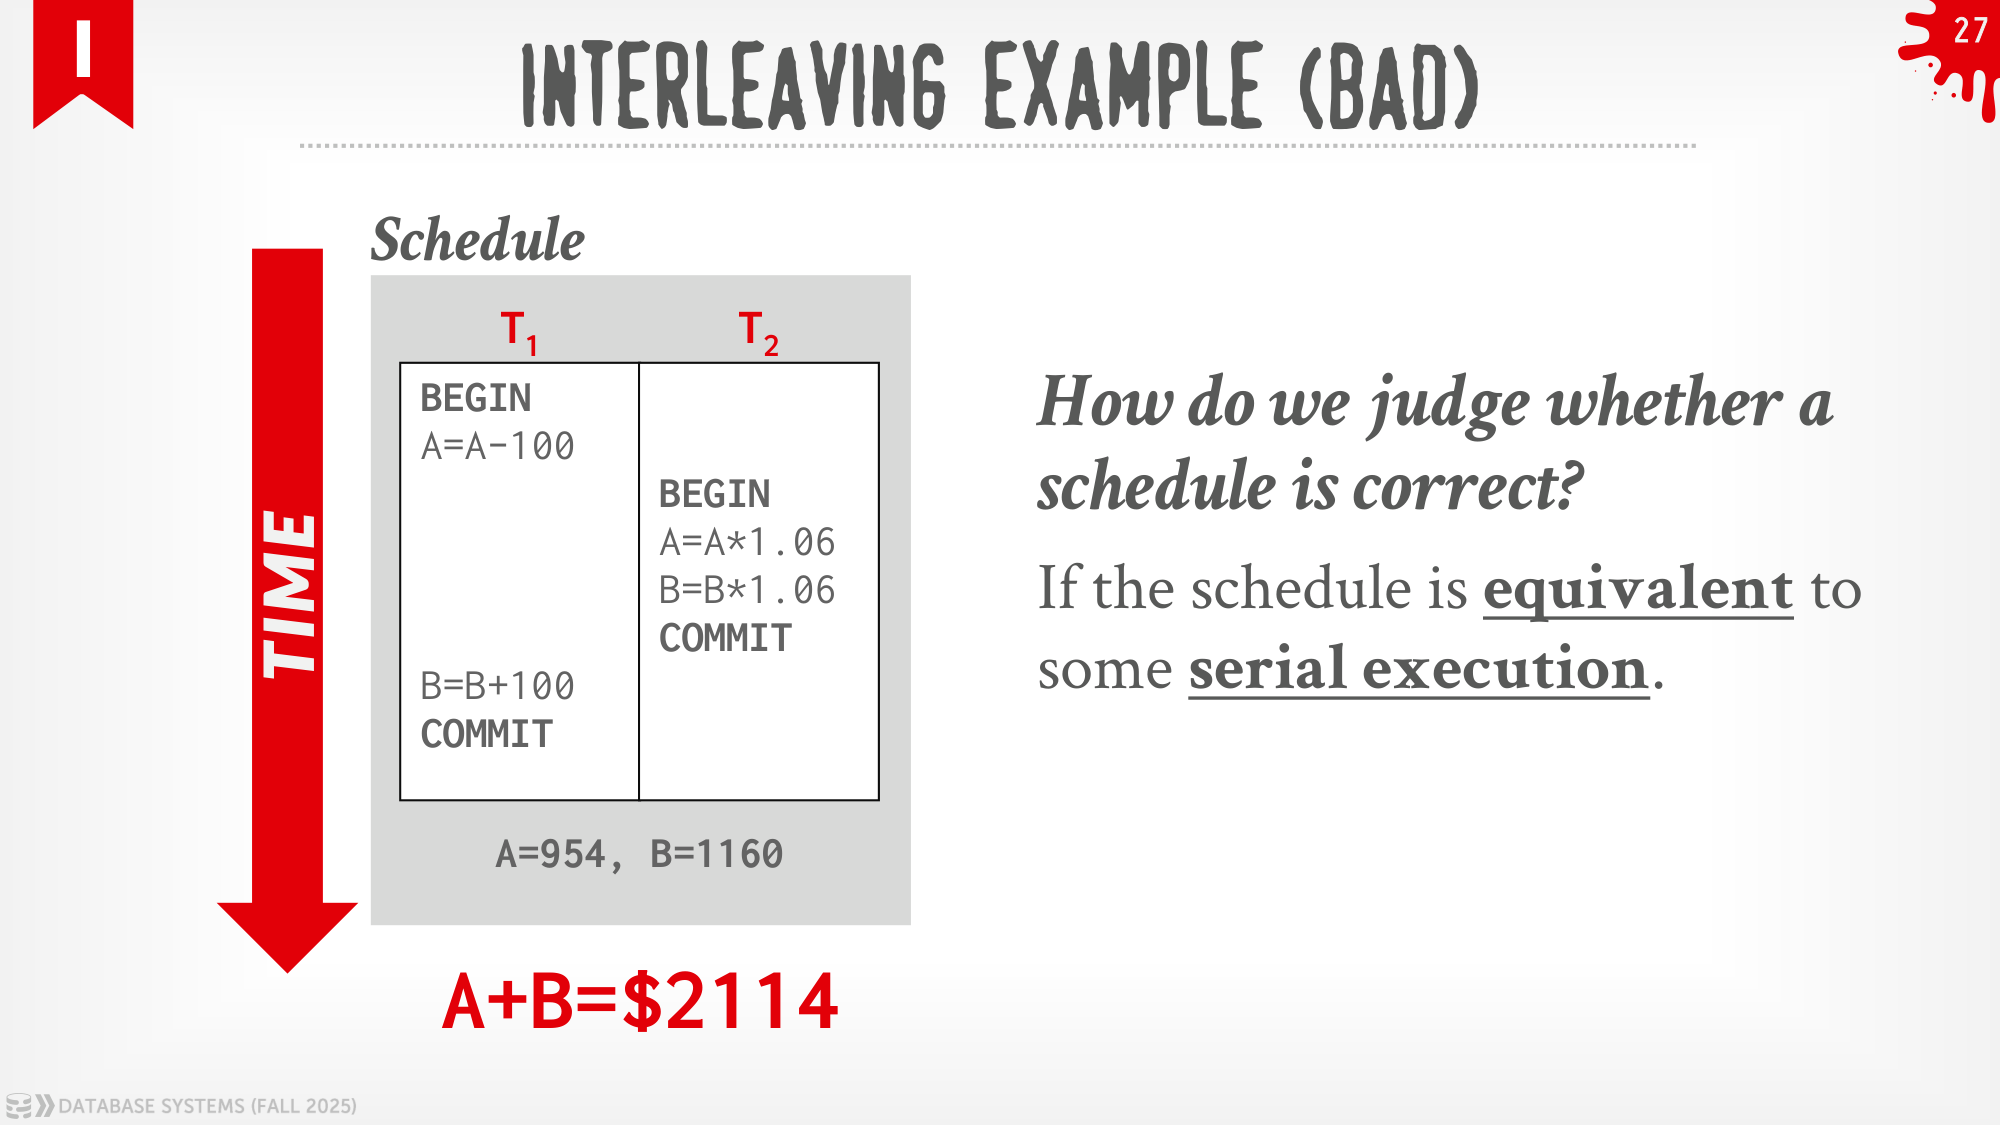 I
27
INTERLEAVING EXAMPLE (BAD)
Schedule
TIME
T1
T2
BEGIN
A=A-100
BEGIN
A=A*1.06
B=B*1.06
COMMIT
B=B+100
COMMIT
A=954, B=1160
A+B=$2114
How do we judge whether a
schedule is correct?
If the schedule is equivalent to
some serial execution.
DATABASE SYSTEMS (FALL 2025)